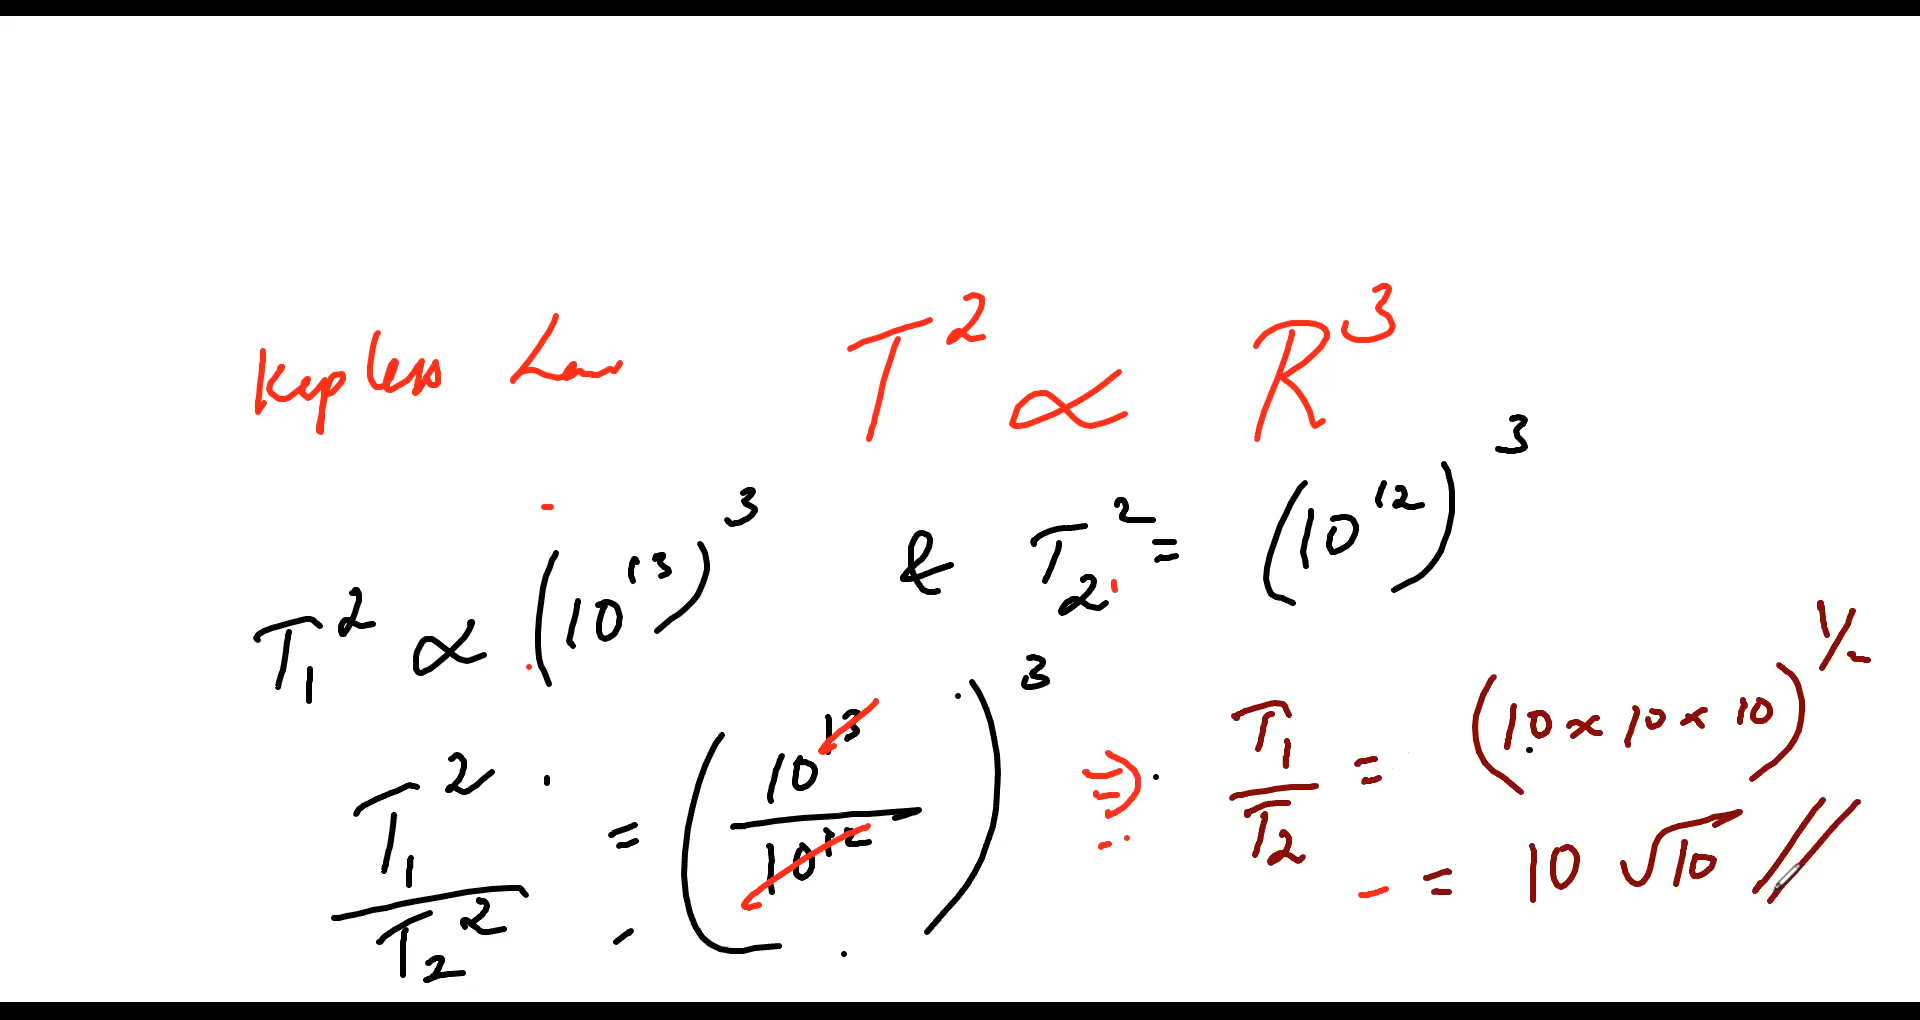 Kepless Law T² ∝ R³
T₁² ∝ (10¹³)³ & T₂² = (10¹²)³
T₁²/T₂² = (10¹³/10¹²)³ ⇒ T₁/T₂ = (10 × 10 × 10)^1/2
= 10 √10 //